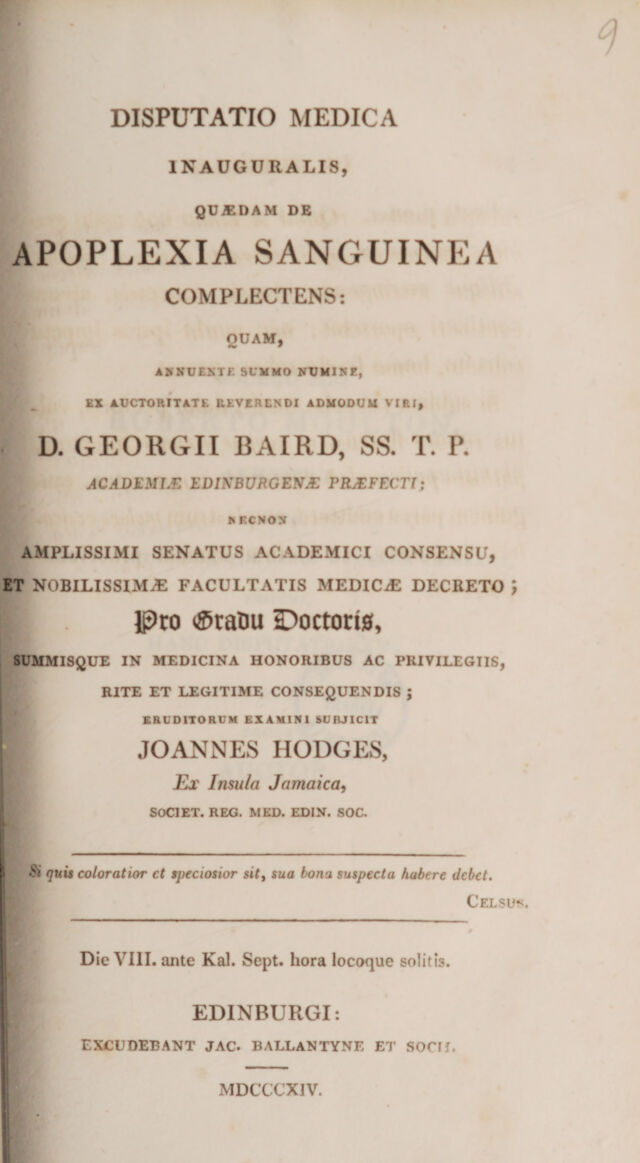 9
DISPUTATIO MEDICA
INAUGURALIS,
QUÆDAM DE
APOPLEXIA SANGUINEA
COMPLECTENS:
QUAM,
ANNUENTE SUMMO NUMINE,
EX AUCTORITATE REVERENDI ADMODUM VIRI,
D. GEORGII BAIRD, SS. T. P.
ACADEMIÆ EDINBURGENÆ PRÆFECTI;
NECNON
AMPLISSIMI SENATUS ACADEMICI CONSENSU,
ET NOBILISSIMÆ FACULTATIS MEDICÆ DECRETO;
Pro Gradu Doctoris,
SUMMISQUE IN MEDICINA HONORIBUS AC PRIVILEGIIS,
RITE ET LEGITIME CONSEQUENDIS;
ERUDITORUM EXAMINI SUBJICIT
JOANNES HODGES,
Ex Insula Jamaica,
SOCIET. REG. MED. EDIN. SOC.
Si quis coloratior et speciosior sit, sua bona suspecta habere debet.
CELSUS.
Die VIII. ante Kal. Sept. hora locoque solitis.
EDINBURGI:
EXCUDEBANT JAC. BALLANTYNE ET SOCII.
MDCCCXIV.